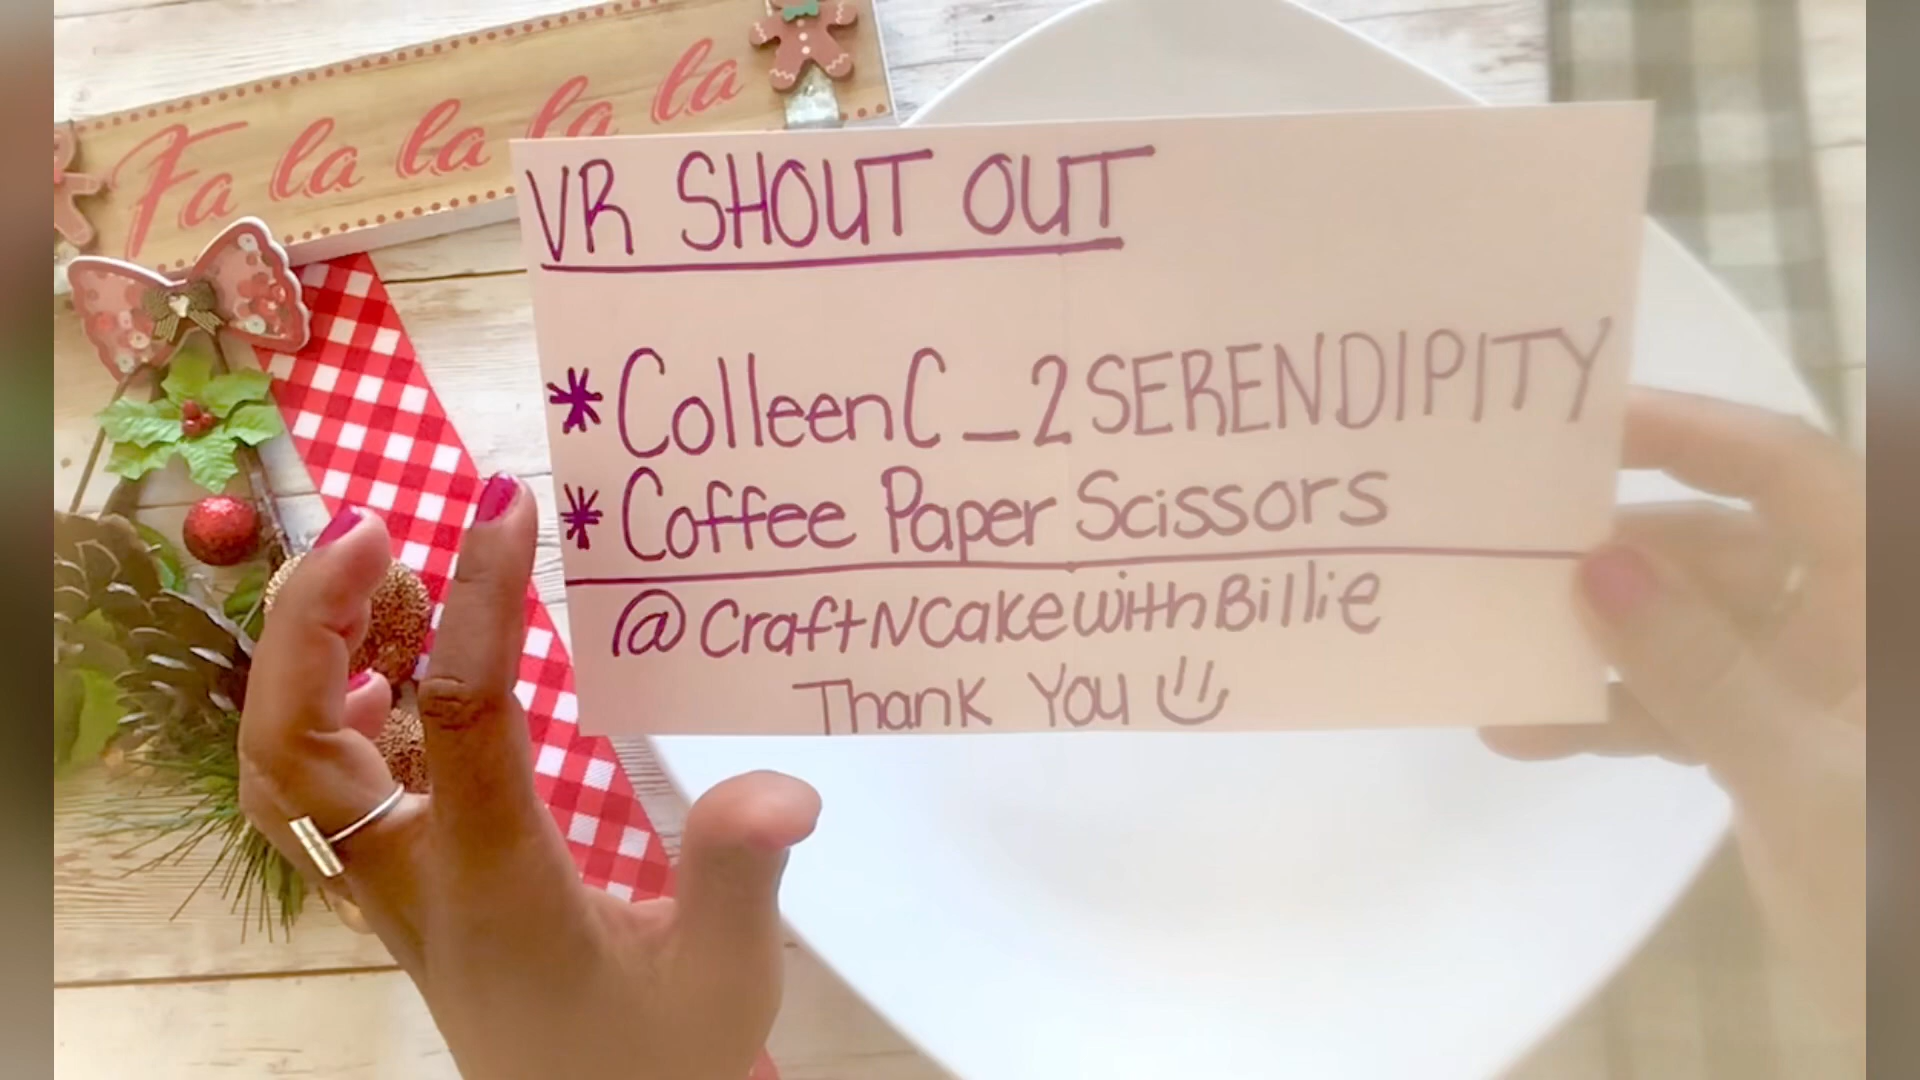 Fa la la la la
VR SHOUT OUT
* ColleenC_2SERENDIPITY
* Coffee Paper Scissors
@CraftNCakewithBillie
Thank You